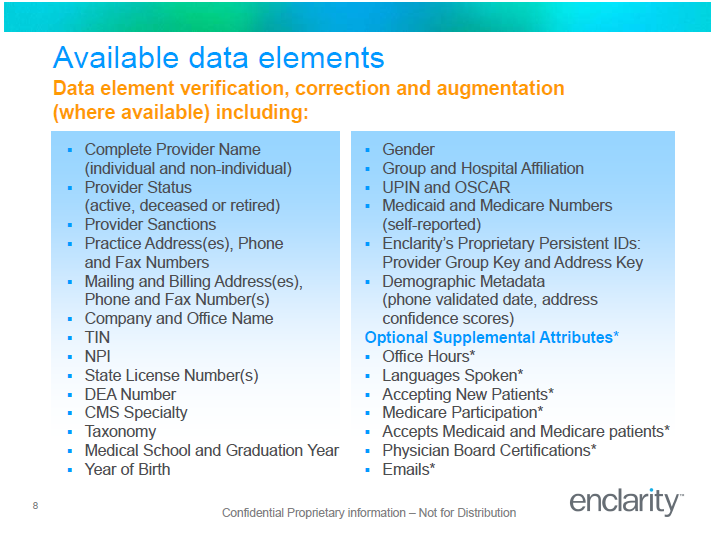 Available data elements
Data element verification, correction and augmentation
(where available) including:
▪ Complete Provider Name
(individual and non-individual)
▪ Provider Status
(active, deceased or retired)
▪ Provider Sanctions
▪ Practice Address(es), Phone
and Fax Numbers
▪ Mailing and Billing Address(es),
Phone and Fax Number(s)
▪ Company and Office Name
▪ TIN
▪ NPI
▪ State License Number(s)
▪ DEA Number
▪ CMS Specialty
▪ Taxonomy
▪ Medical School and Graduation Year
▪ Year of Birth
▪ Gender
▪ Group and Hospital Affiliation
▪ UPIN and OSCAR
▪ Medicaid and Medicare Numbers
(self-reported)
▪ Enclarity's Proprietary Persistent IDs:
Provider Group Key and Address Key
▪ Demographic Metadata
(phone validated date, address
confidence scores)
Optional Supplemental Attributes*
▪ Office Hours*
▪ Languages Spoken*
▪ Accepting New Patients*
▪ Medicare Participation*
▪ Accepts Medicaid and Medicare patients*
▪ Physician Board Certifications*
▪ Emails*
8
Confidential Proprietary information – Not for Distribution
enclarity™